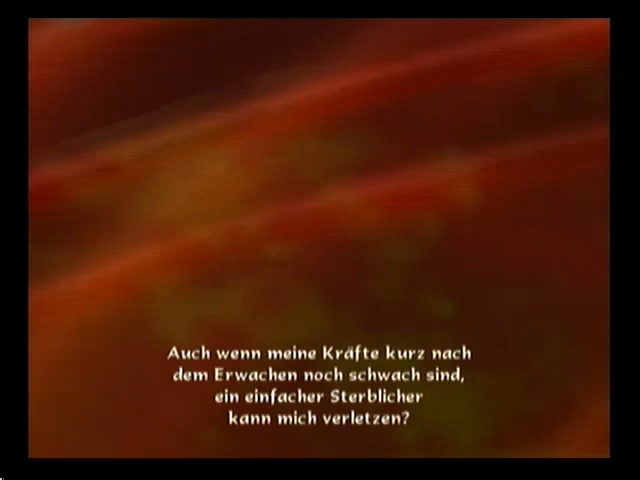 Auch wenn meine Kräfte kurz nach
dem Erwachen noch schwach sind,
ein einfacher Sterblicher
kann mich verletzen?